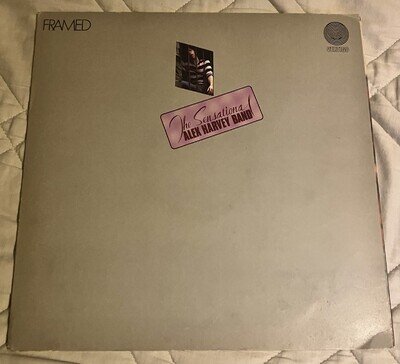 FRAMED
The Sensational
ALEX HARVEY BAND